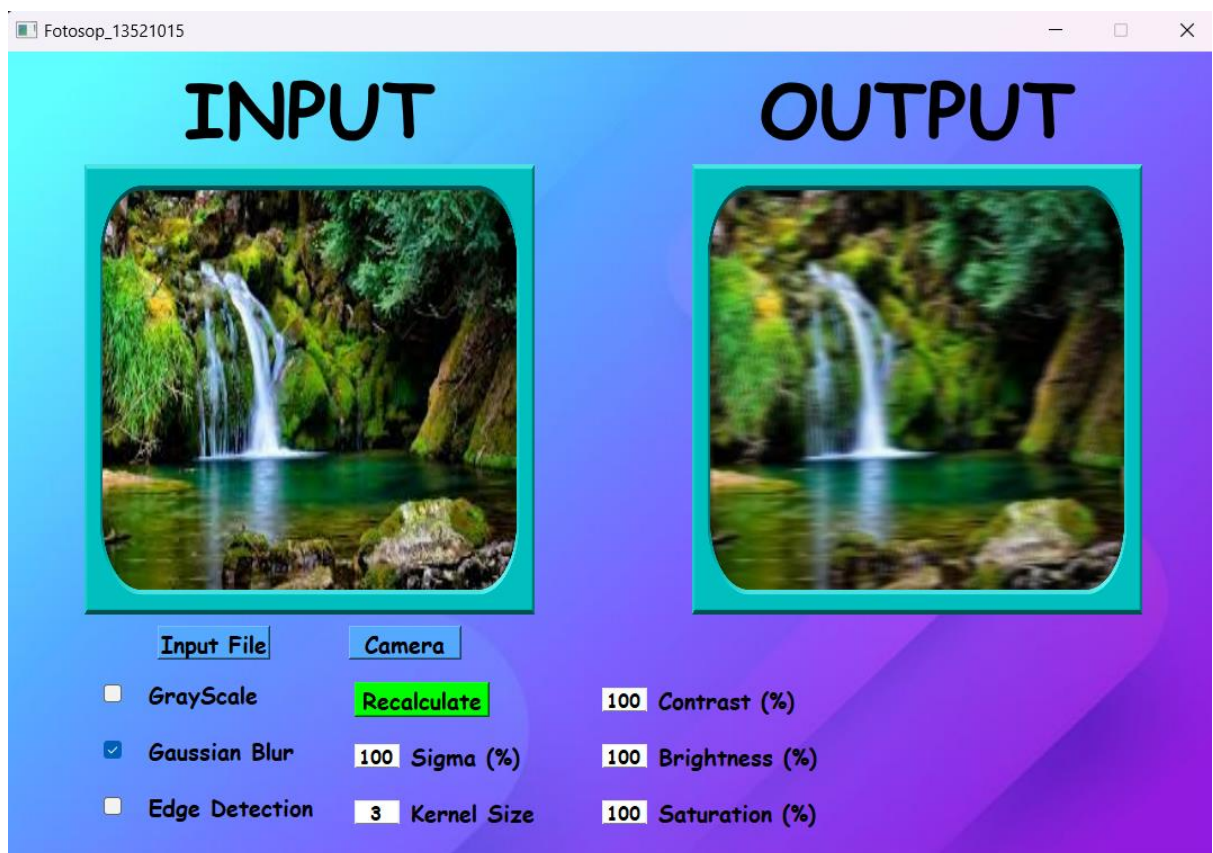 Fotosop_13521015
INPUT
OUTPUT
Input File
Camera
GrayScale
Recalculate
100 Contrast (%)
Gaussian Blur
100 Sigma (%)
100 Brightness (%)
Edge Detection
3 Kernel Size
100 Saturation (%)